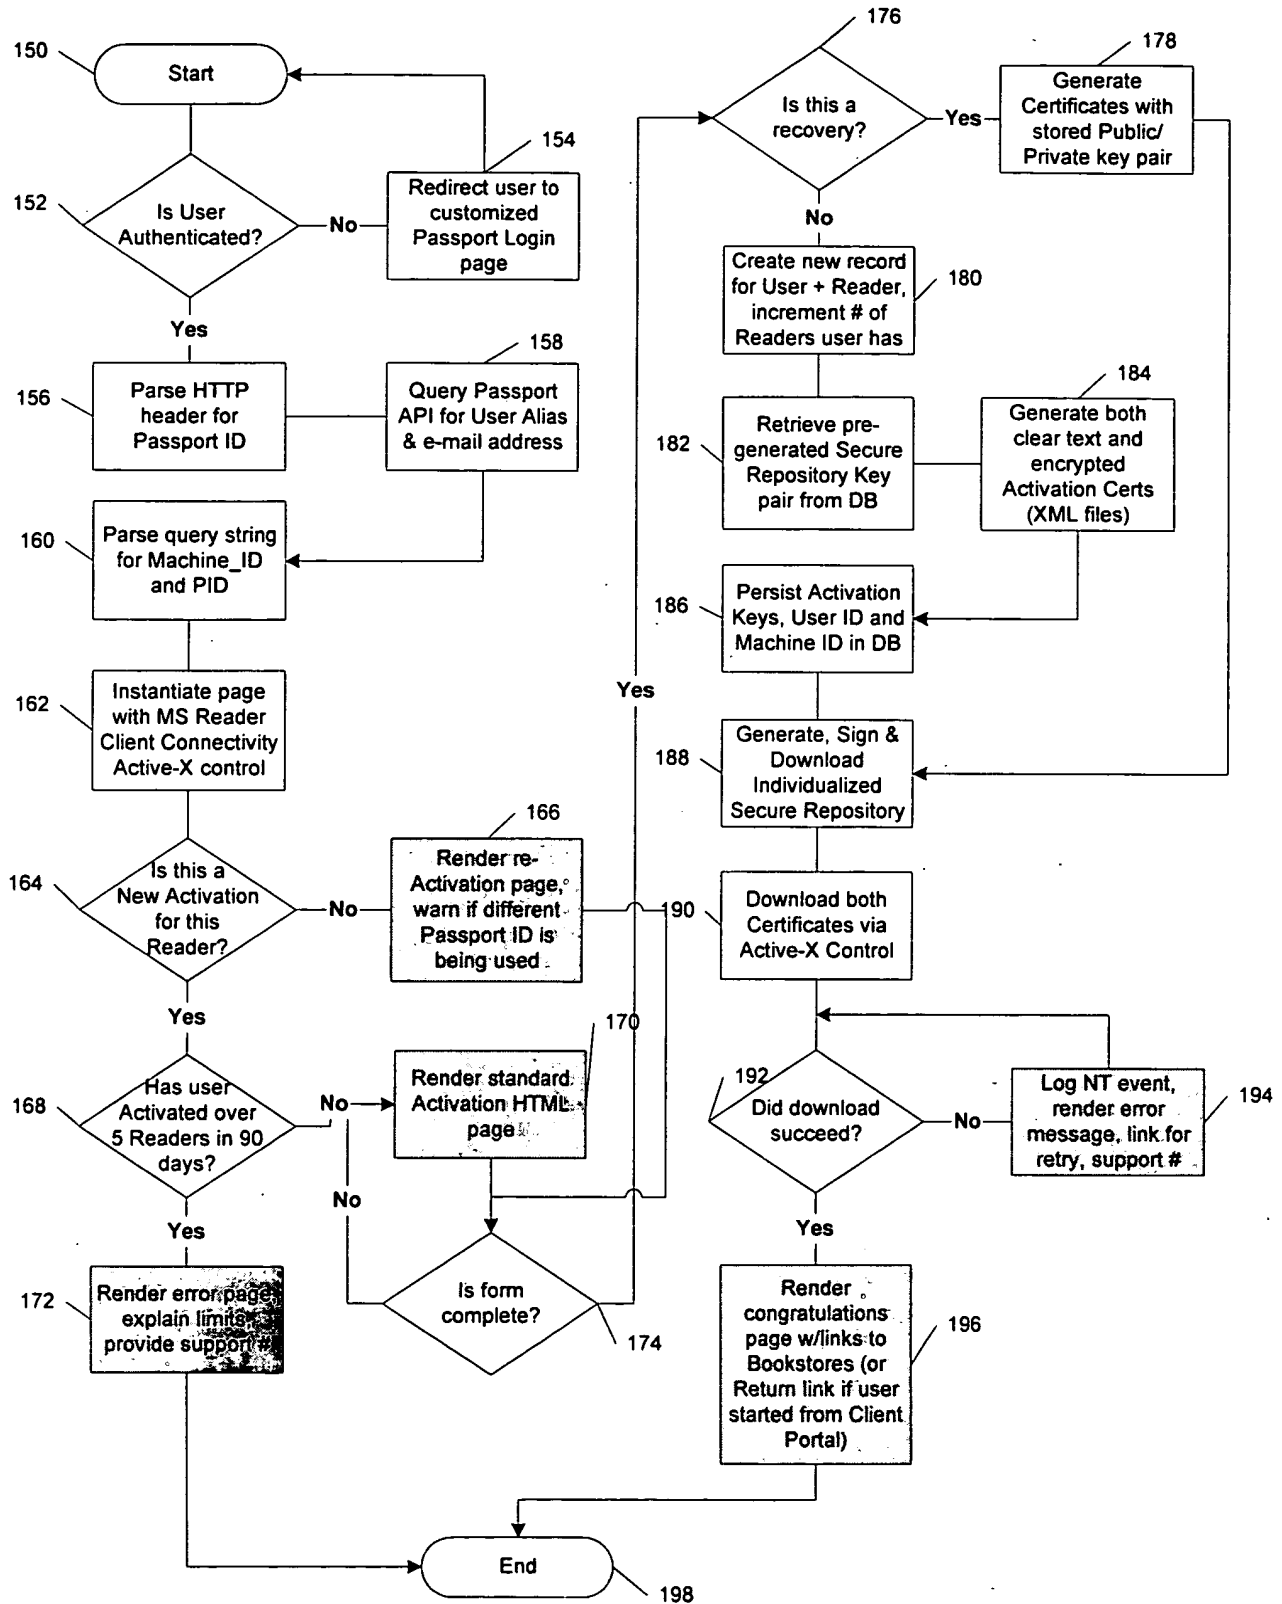 150
Start
154
Redirect user to
customized
Passport Login
page
152
Is User
Authenticated?
No
Yes
156
Parse HTTP
header for
Passport ID
158
Query Passport
API for User Alias
& e-mail address
160
Parse query string
for Machine_ID
and PID
162
Instantiate page
with MS Reader
Client Connectivity
Active-X control
164
Is this a
New Activation
for this
Reader?
No
166
Render re-
Activation page,
warn if different
Passport ID is
being used
Yes
168
Has user
Activated over
5 Readers in 90
days?
No
170
Render standard
Activation HTML
page
No
Yes
172
Render error page,
explain limits
provide support #
Is form
complete?
174
Yes
176
Is this a
recovery?
Yes
178
Generate
Certificates with
stored Public/
Private key pair
No
180
Create new record
for User + Reader,
increment # of
Readers user has
182
Retrieve pre-
generated Secure
Repository Key
pair from DB
184
Generate both
clear text and
encrypted
Activation Certs
(XML files)
186
Persist Activation
Keys, User ID and
Machine ID in DB
188
Generate, Sign &
Download
Individualized
Secure Repository
190
Download both
Certificates via
Active-X Control
192
Did download
succeed?
No
194
Log NT event,
render error
message, link for
retry, support #
Yes
196
Render
congratulations
page w/links to
Bookstores (or
Return link if user
started from Client
Portal)
End
198